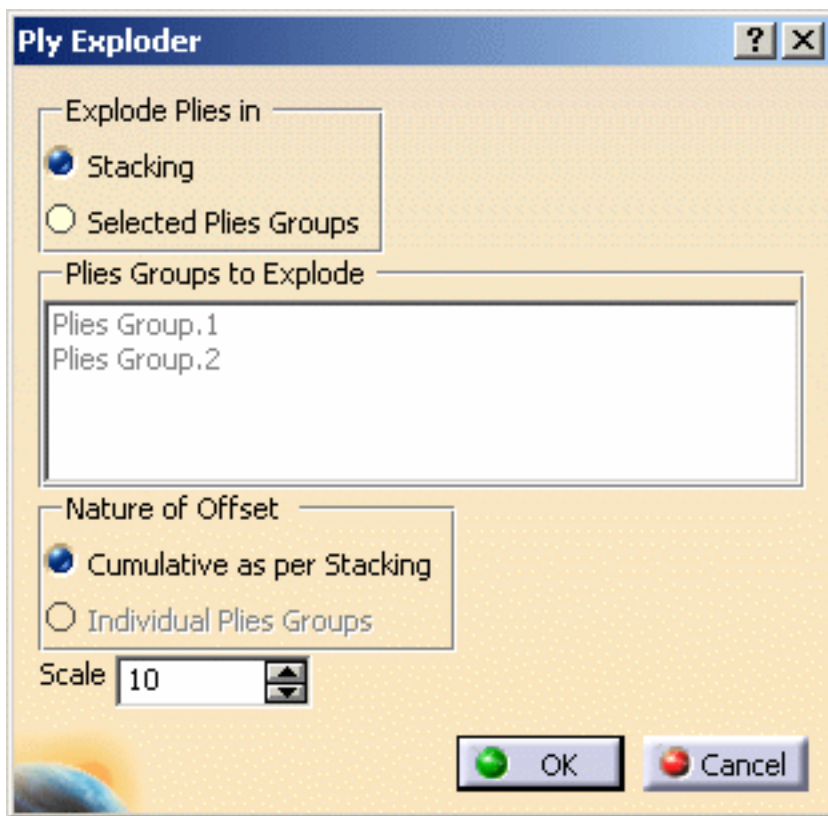 Ply Exploder
Explode Plies in
Stacking
Selected Plies Groups
Plies Groups to Explode
Plies Group.1
Plies Group.2
Nature of Offset
Cumulative as per Stacking
Individual Plies Groups
Scale 10
OK Cancel